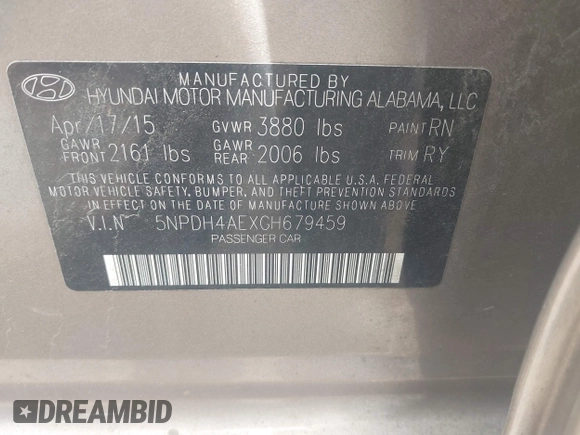 MANUFACTURED BY
HYUNDAI MOTOR MANUFACTURING ALABAMA, LLC
Apr/17/15 GVWR 3880 lbs PAINT RN
GAWR FRONT 2161 lbs GAWR REAR 2006 lbs TRIM RY
THIS VEHICLE CONFORMS TO ALL APPLICABLE U.S.A. FEDERAL
MOTOR VEHICLE SAFETY, BUMPER, AND THEFT PREVENTION STANDARDS
IN EFFECT ON THE DATE OF MANUFACTURE SHOWN ABOVE.
V.I.N 5NPDH4AEXGH679459
PASSENGER CAR
DREAMBID